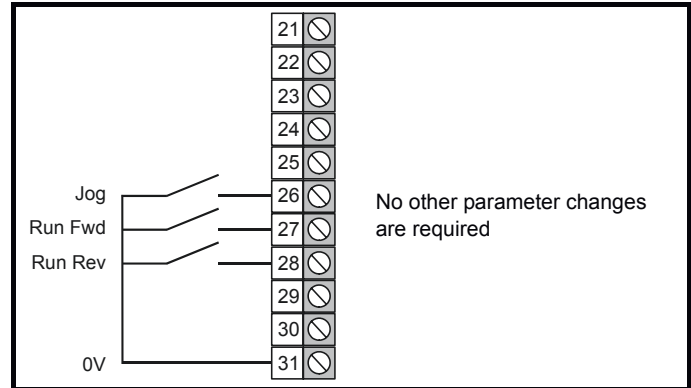 21
22
23
24
25
Jog 26
Run Fwd 27
Run Rev 28
29
30
0V 31
No other parameter changes
are required